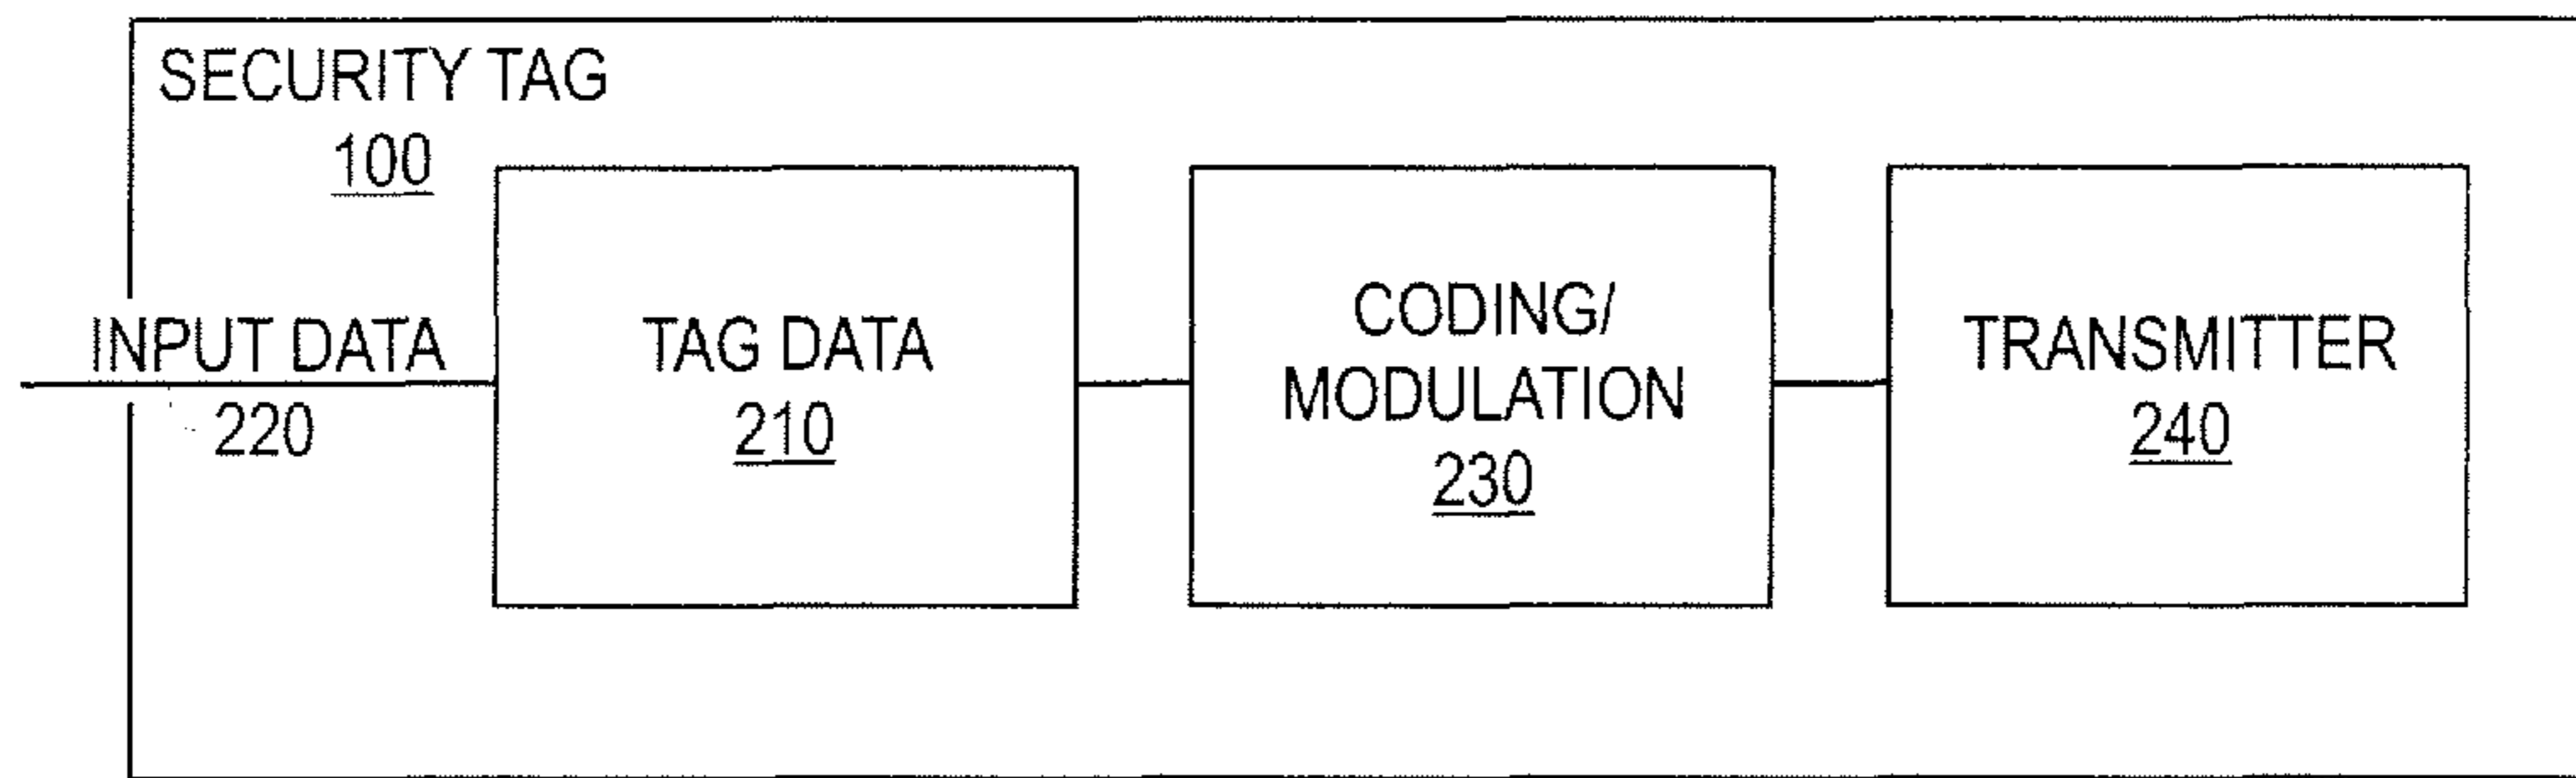 SECURITY TAG
100
INPUT DATA
220
TAG DATA
210
CODING/
MODULATION
230
TRANSMITTER
240